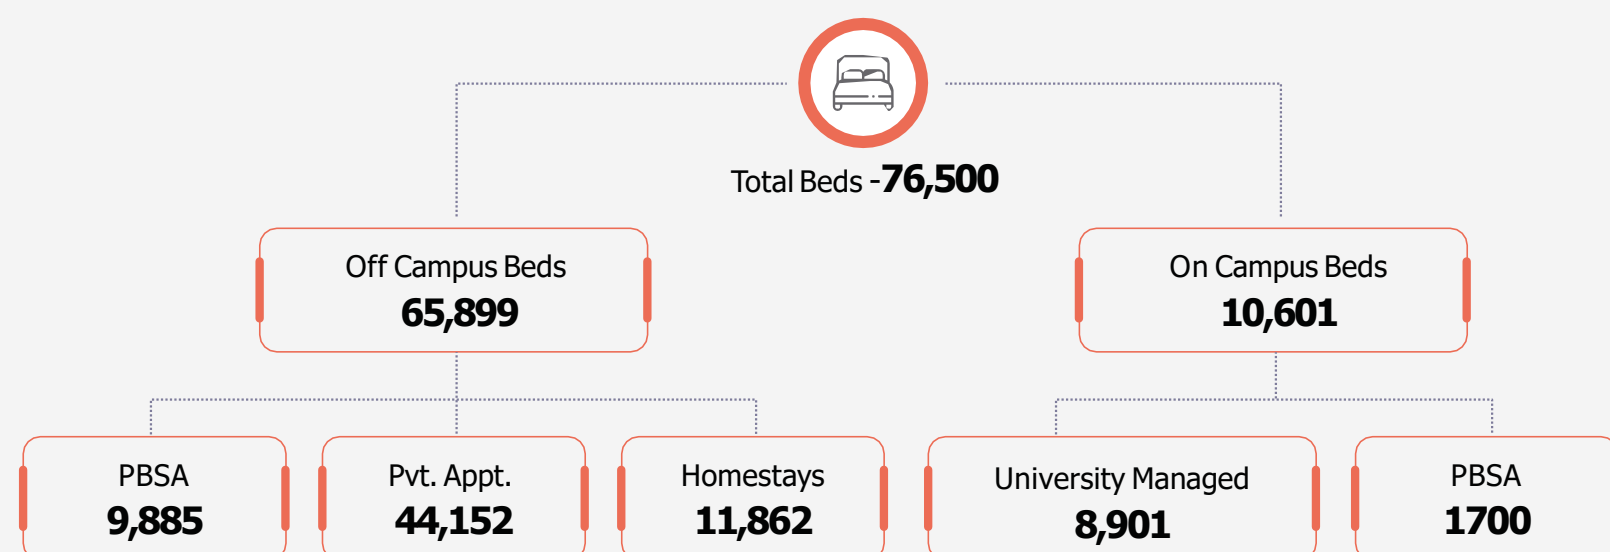 Total Beds -76,500
Off Campus Beds
65,899
On Campus Beds
10,601
PBSA
9,885
Pvt. Appt.
44,152
Homestays
11,862
University Managed
8,901
PBSA
1700